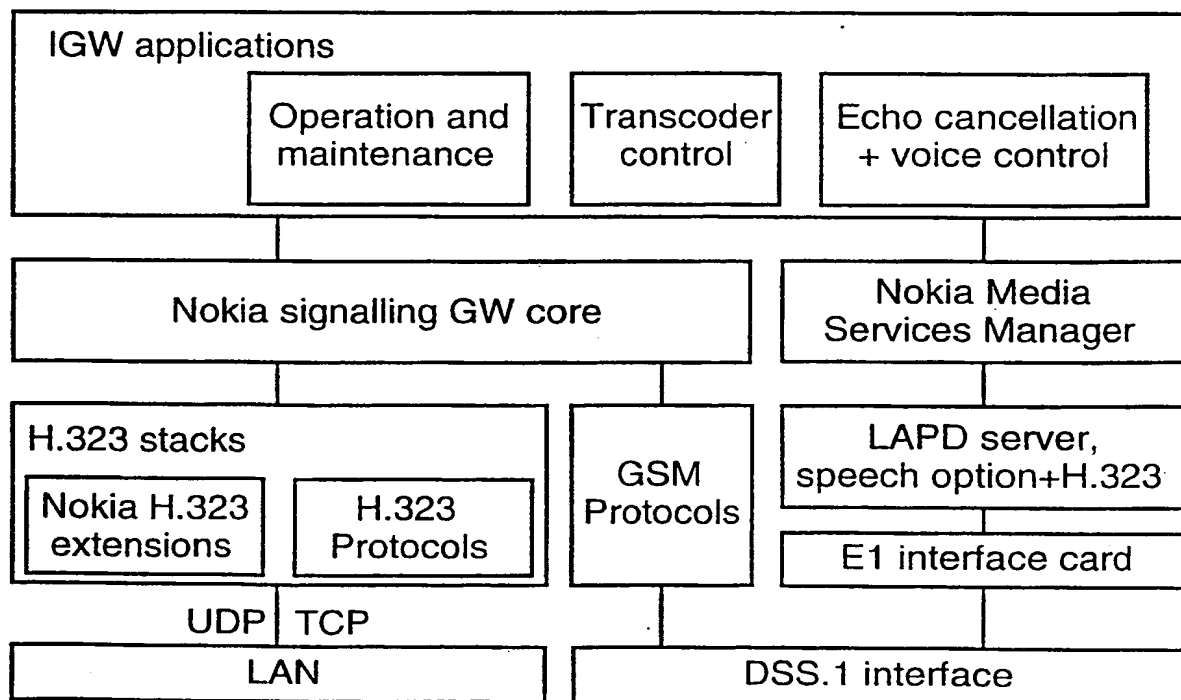 IGW applications
Operation and
maintenance
Transcoder
control
Echo cancellation
+ voice control
Nokia signalling GW core
Nokia Media
Services Manager
H.323 stacks
Nokia H.323
extensions
H.323
Protocols
GSM
Protocols
LAPD server,
speech option+H.323
E1 interface card
UDP TCP
LAN
DSS.1 interface